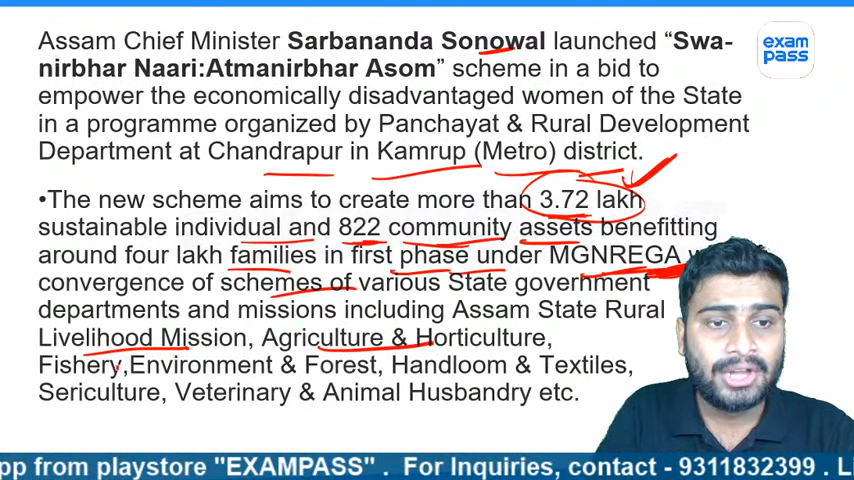 Assam Chief Minister Sarbananda Sonowal launched “Swa-
nirbhar Naari:Atmanirbhar Asom” scheme in a bid to
empower the economically disadvantaged women of the State
in a programme organized by Panchayat & Rural Development
Department at Chandrapur in Kamrup (Metro) district.
exam
pass
•The new scheme aims to create more than 3.72 lakh
sustainable individual and 822 community assets benefitting
around four lakh families in first phase under MGNREGA
convergence of schemes of various State government
departments and missions including Assam State Rural
Livelihood Mission, Agriculture & Horticulture,
Fishery,Environment & Forest, Handloom & Textiles,
Sericulture, Veterinary & Animal Husbandry etc.
pp from playstore "EXAMPASS" . For Inquiries, contact - 9311832399 . Li